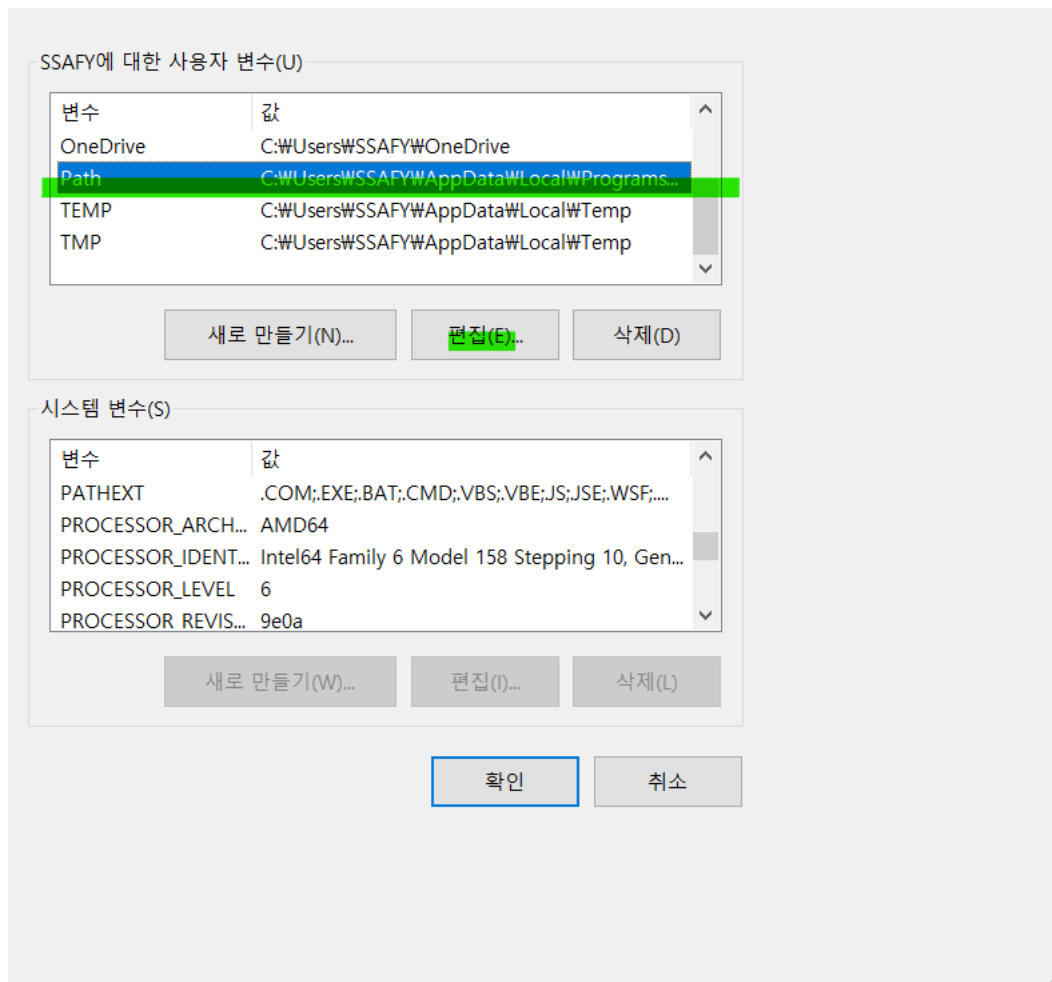 SSAFY에 대한 사용자 변수(U)
변수 값
OneDrive C:₩Users₩SSAFY₩OneDrive
Path C:₩Users₩SSAFY₩AppData₩Local₩Programs...
TEMP C:₩Users₩SSAFY₩AppData₩Local₩Temp
TMP C:₩Users₩SSAFY₩AppData₩Local₩Temp
새로 만들기(N)... 편집(E)... 삭제(D)
시스템 변수(S)
변수 값
PATHEXT .COM;.EXE;.BAT;.CMD;.VBS;.VBE;.JS;.JSE;.WSF;....
PROCESSOR_ARCH... AMD64
PROCESSOR_IDENT... Intel64 Family 6 Model 158 Stepping 10, Gen...
PROCESSOR_LEVEL 6
PROCESSOR_REVIS... 9e0a
새로 만들기(W)... 편집(I)... 삭제(L)
확인 취소